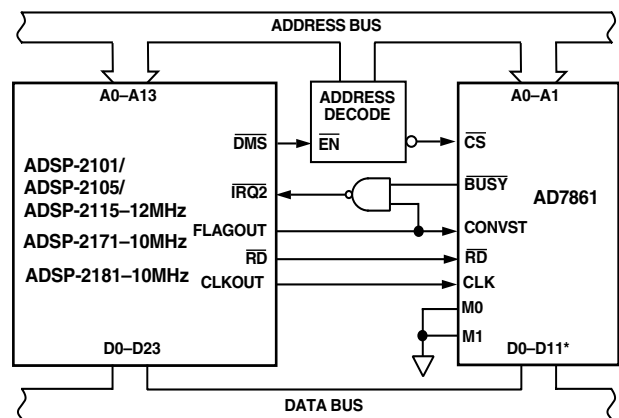 ADDRESS BUS
A0–A13
ADDRESS
DECODE
A0–A1
DMS
EN
CS
ADSP-2101/
ADSP-2105/
ADSP-2115–12MHz
ADSP-2171–10MHz
ADSP-2181–10MHz
IRQ2
BUSY
AD7861
FLAGOUT
CONVST
RD
RD
CLKOUT
CLK
M0
M1
D0–D23
D0–D11*
DATA BUS